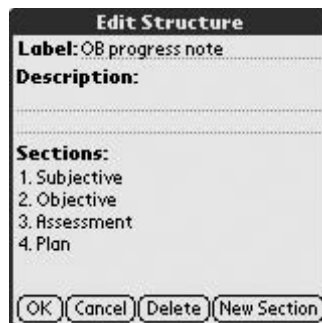 Edit Structure
Label: OB progress note
Description:
Sections:
1. Subjective
2. Objective
3. Assessment
4. Plan
OK Cancel Delete New Section